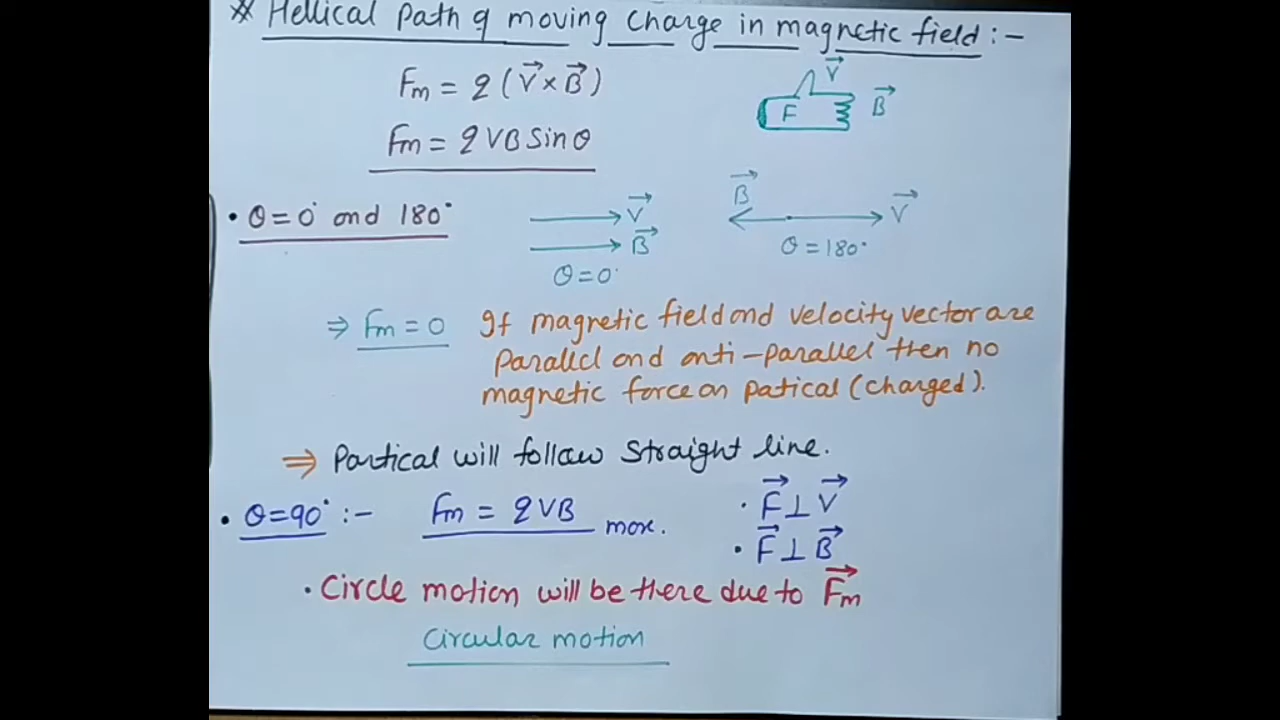 * Hellical Path of moving charge in magnetic field :-
Fm = q (V × B)
V
F
B
Fm = qVB Sinθ
• θ = 0° and 180°
V
B
θ = 0°
B
V
θ = 180°
⇒ Fm = 0 If magnetic field and velocity vector are
Parallel and anti-parallel then no
magnetic force on patical (charged).
⇒ Partical will follow straight line.
• θ = 90° :- Fm = qVB max. • F ⊥ V
• F ⊥ B
• Circle motion will be there due to Fm
Circular motion